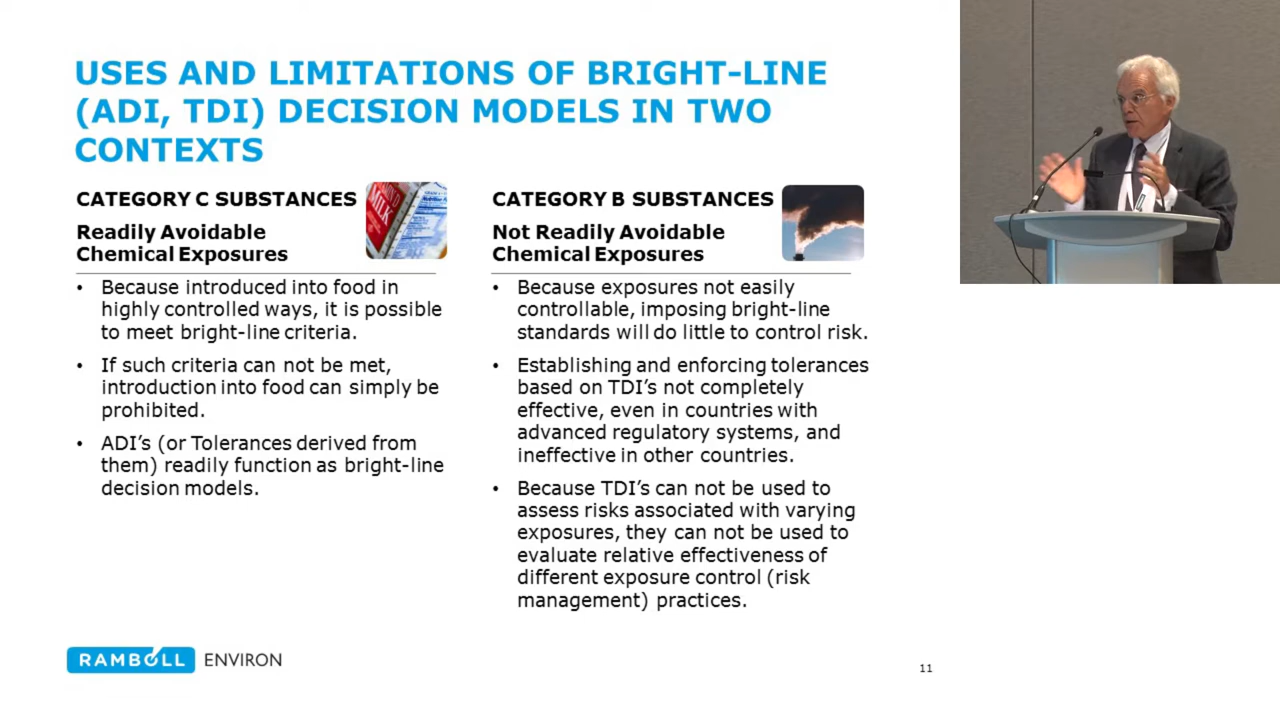 USES AND LIMITATIONS OF BRIGHT-LINE
(ADI, TDI) DECISION MODELS IN TWO
CONTEXTS
CATEGORY C SUBSTANCES
Readily Avoidable
Chemical Exposures
• Because introduced into food in
highly controlled ways, it is possible
to meet bright-line criteria.
• If such criteria can not be met,
introduction into food can simply be
prohibited.
• ADI’s (or Tolerances derived from
them) readily function as bright-line
decision models.
CATEGORY B SUBSTANCES
Not Readily Avoidable
Chemical Exposures
• Because exposures not easily
controllable, imposing bright-line
standards will do little to control risk.
• Establishing and enforcing tolerances
based on TDI’s not completely
effective, even in countries with
advanced regulatory systems, and
ineffective in other countries.
• Because TDI’s can not be used to
assess risks associated with varying
exposures, they can not be used to
evaluate relative effectiveness of
different exposure control (risk
management) practices.
MILK
RAMBOLL ENVIRON
11